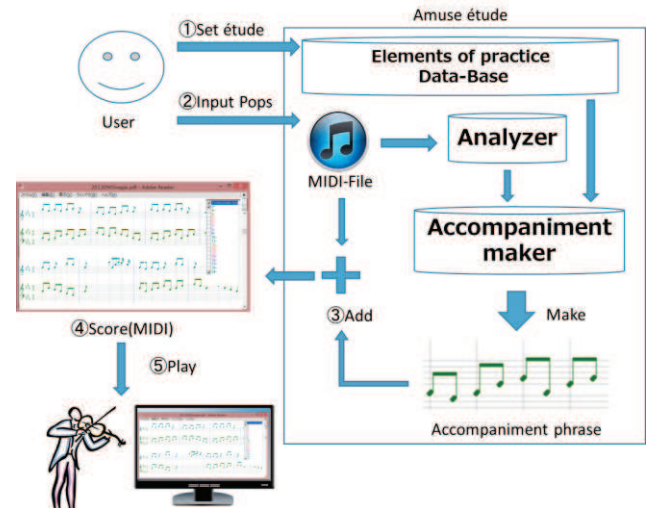 Amuse étude
①Set étude
Elements of practice
Data-Base
②Input Pops
User
MIDI-File
Analyzer
Accompaniment
maker
③Add
Make
④Score(MIDI)
⑤Play
Accompaniment phrase